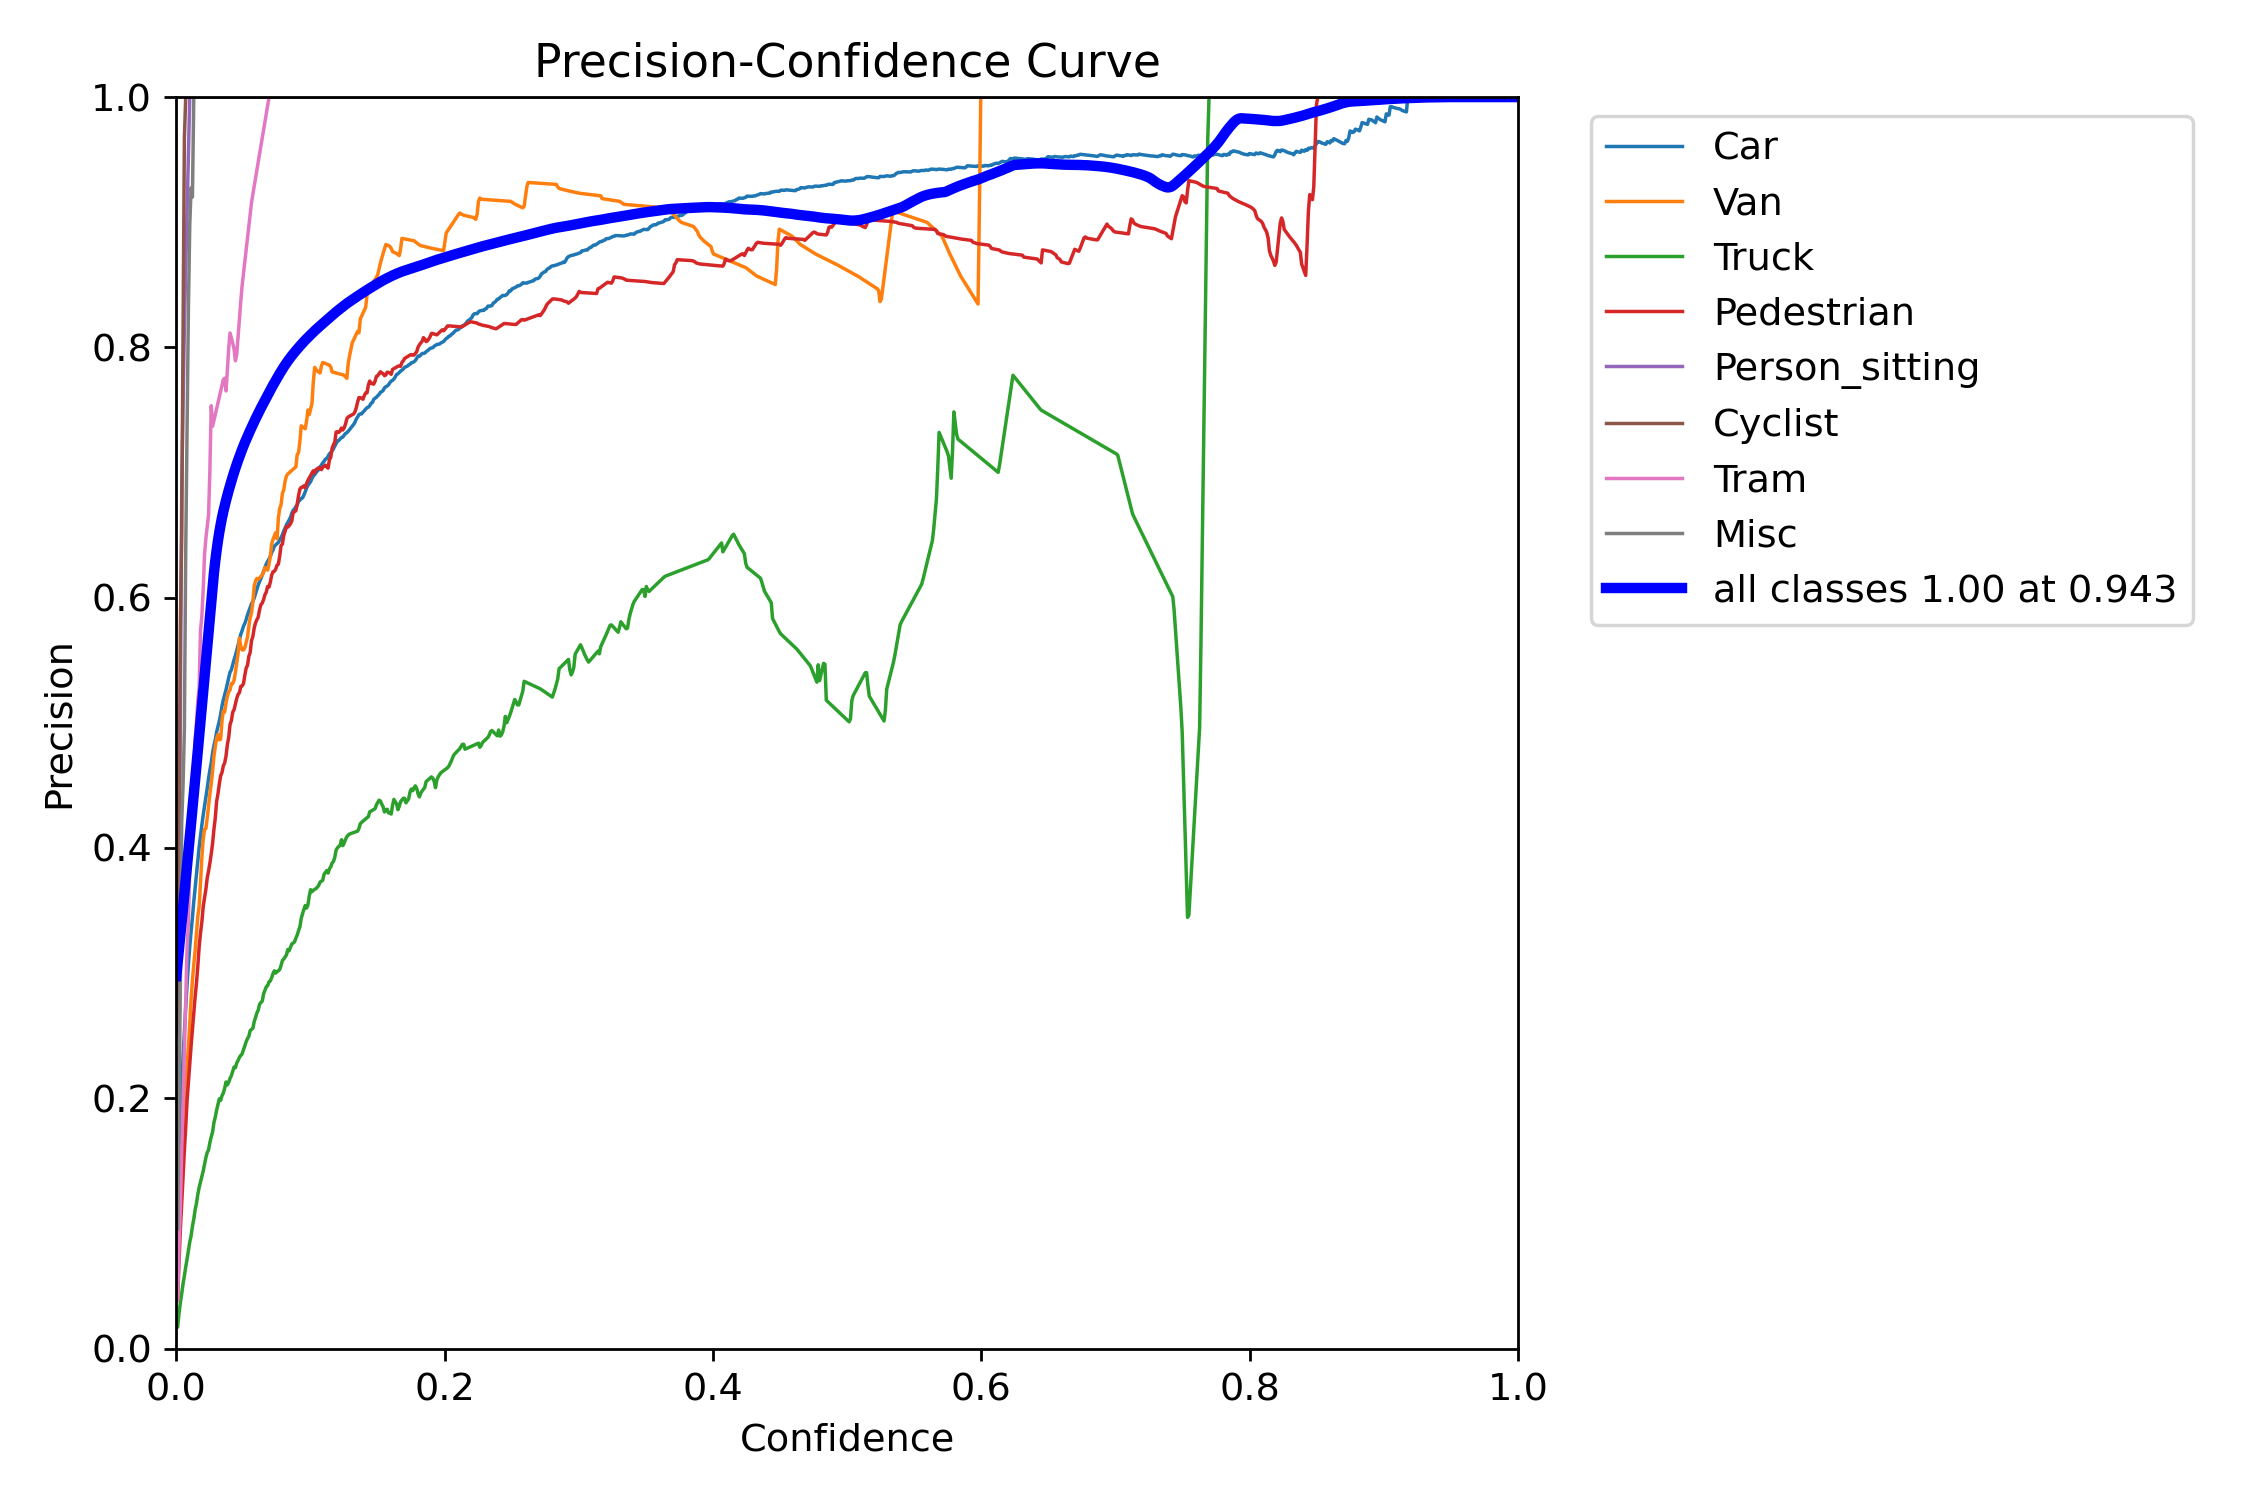 Precision-Confidence Curve
1.0
0.8
0.6
0.4
0.2
0.0
Precision
0.0 0.2 0.4 0.6 0.8 1.0
Confidence
Car
Van
Truck
Pedestrian
Person_sitting
Cyclist
Tram
Misc
all classes 1.00 at 0.943